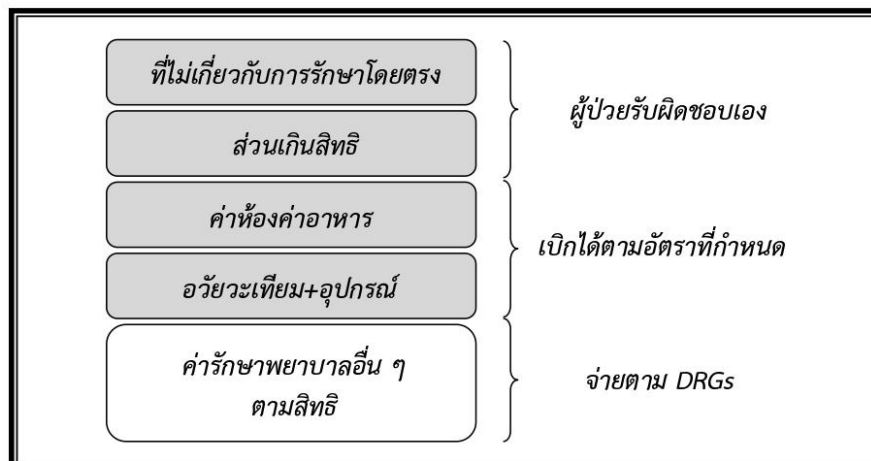 ที่ไม่เกี่ยวกับการรักษาโดยตรง
ส่วนเกินสิทธิ
ผู้ป่วยรับผิดชอบเอง
ค่าห้องค่าอาหาร
อวัยวะเทียม+อุปกรณ์
เบิกได้ตามอัตราที่กำหนด
ค่ารักษาพยาบาลอื่น ๆ
ตามสิทธิ
จ่ายตาม DRGs